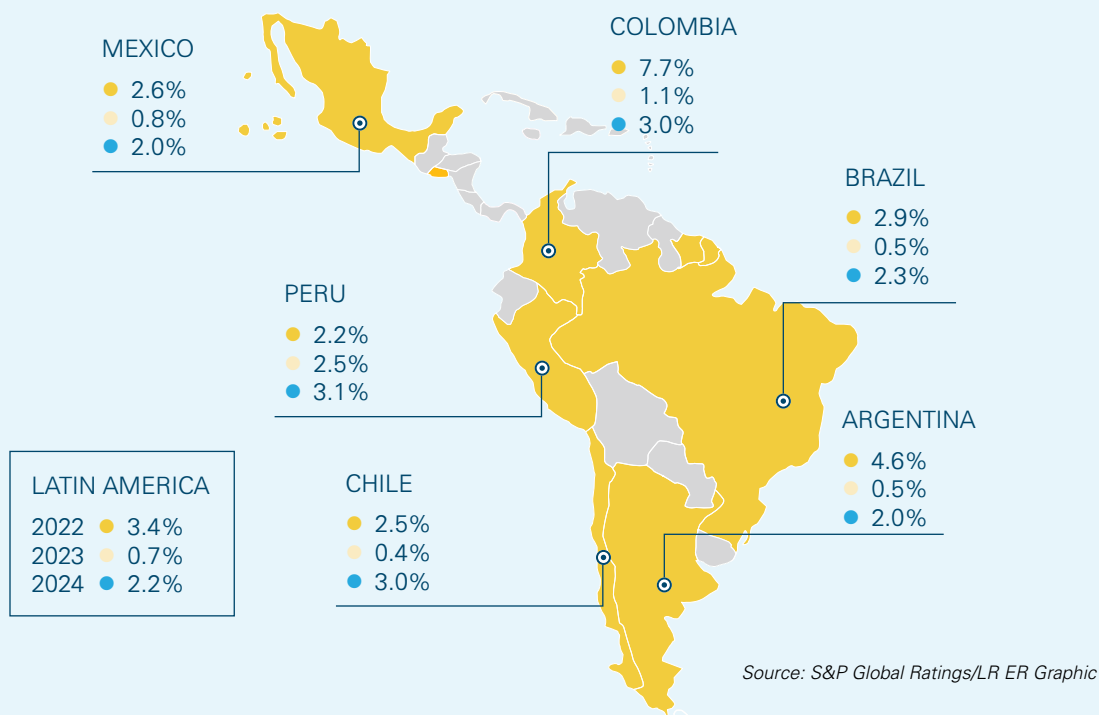 MEXICO
2.6%
0.8%
2.0%
COLOMBIA
7.7%
1.1%
3.0%
BRAZIL
2.9%
0.5%
2.3%
PERU
2.2%
2.5%
3.1%
ARGENTINA
4.6%
0.5%
2.0%
LATIN AMERICA
2022 3.4%
2023 0.7%
2024 2.2%
CHILE
2.5%
0.4%
3.0%
Source: S&P Global Ratings/LR ER Graphic